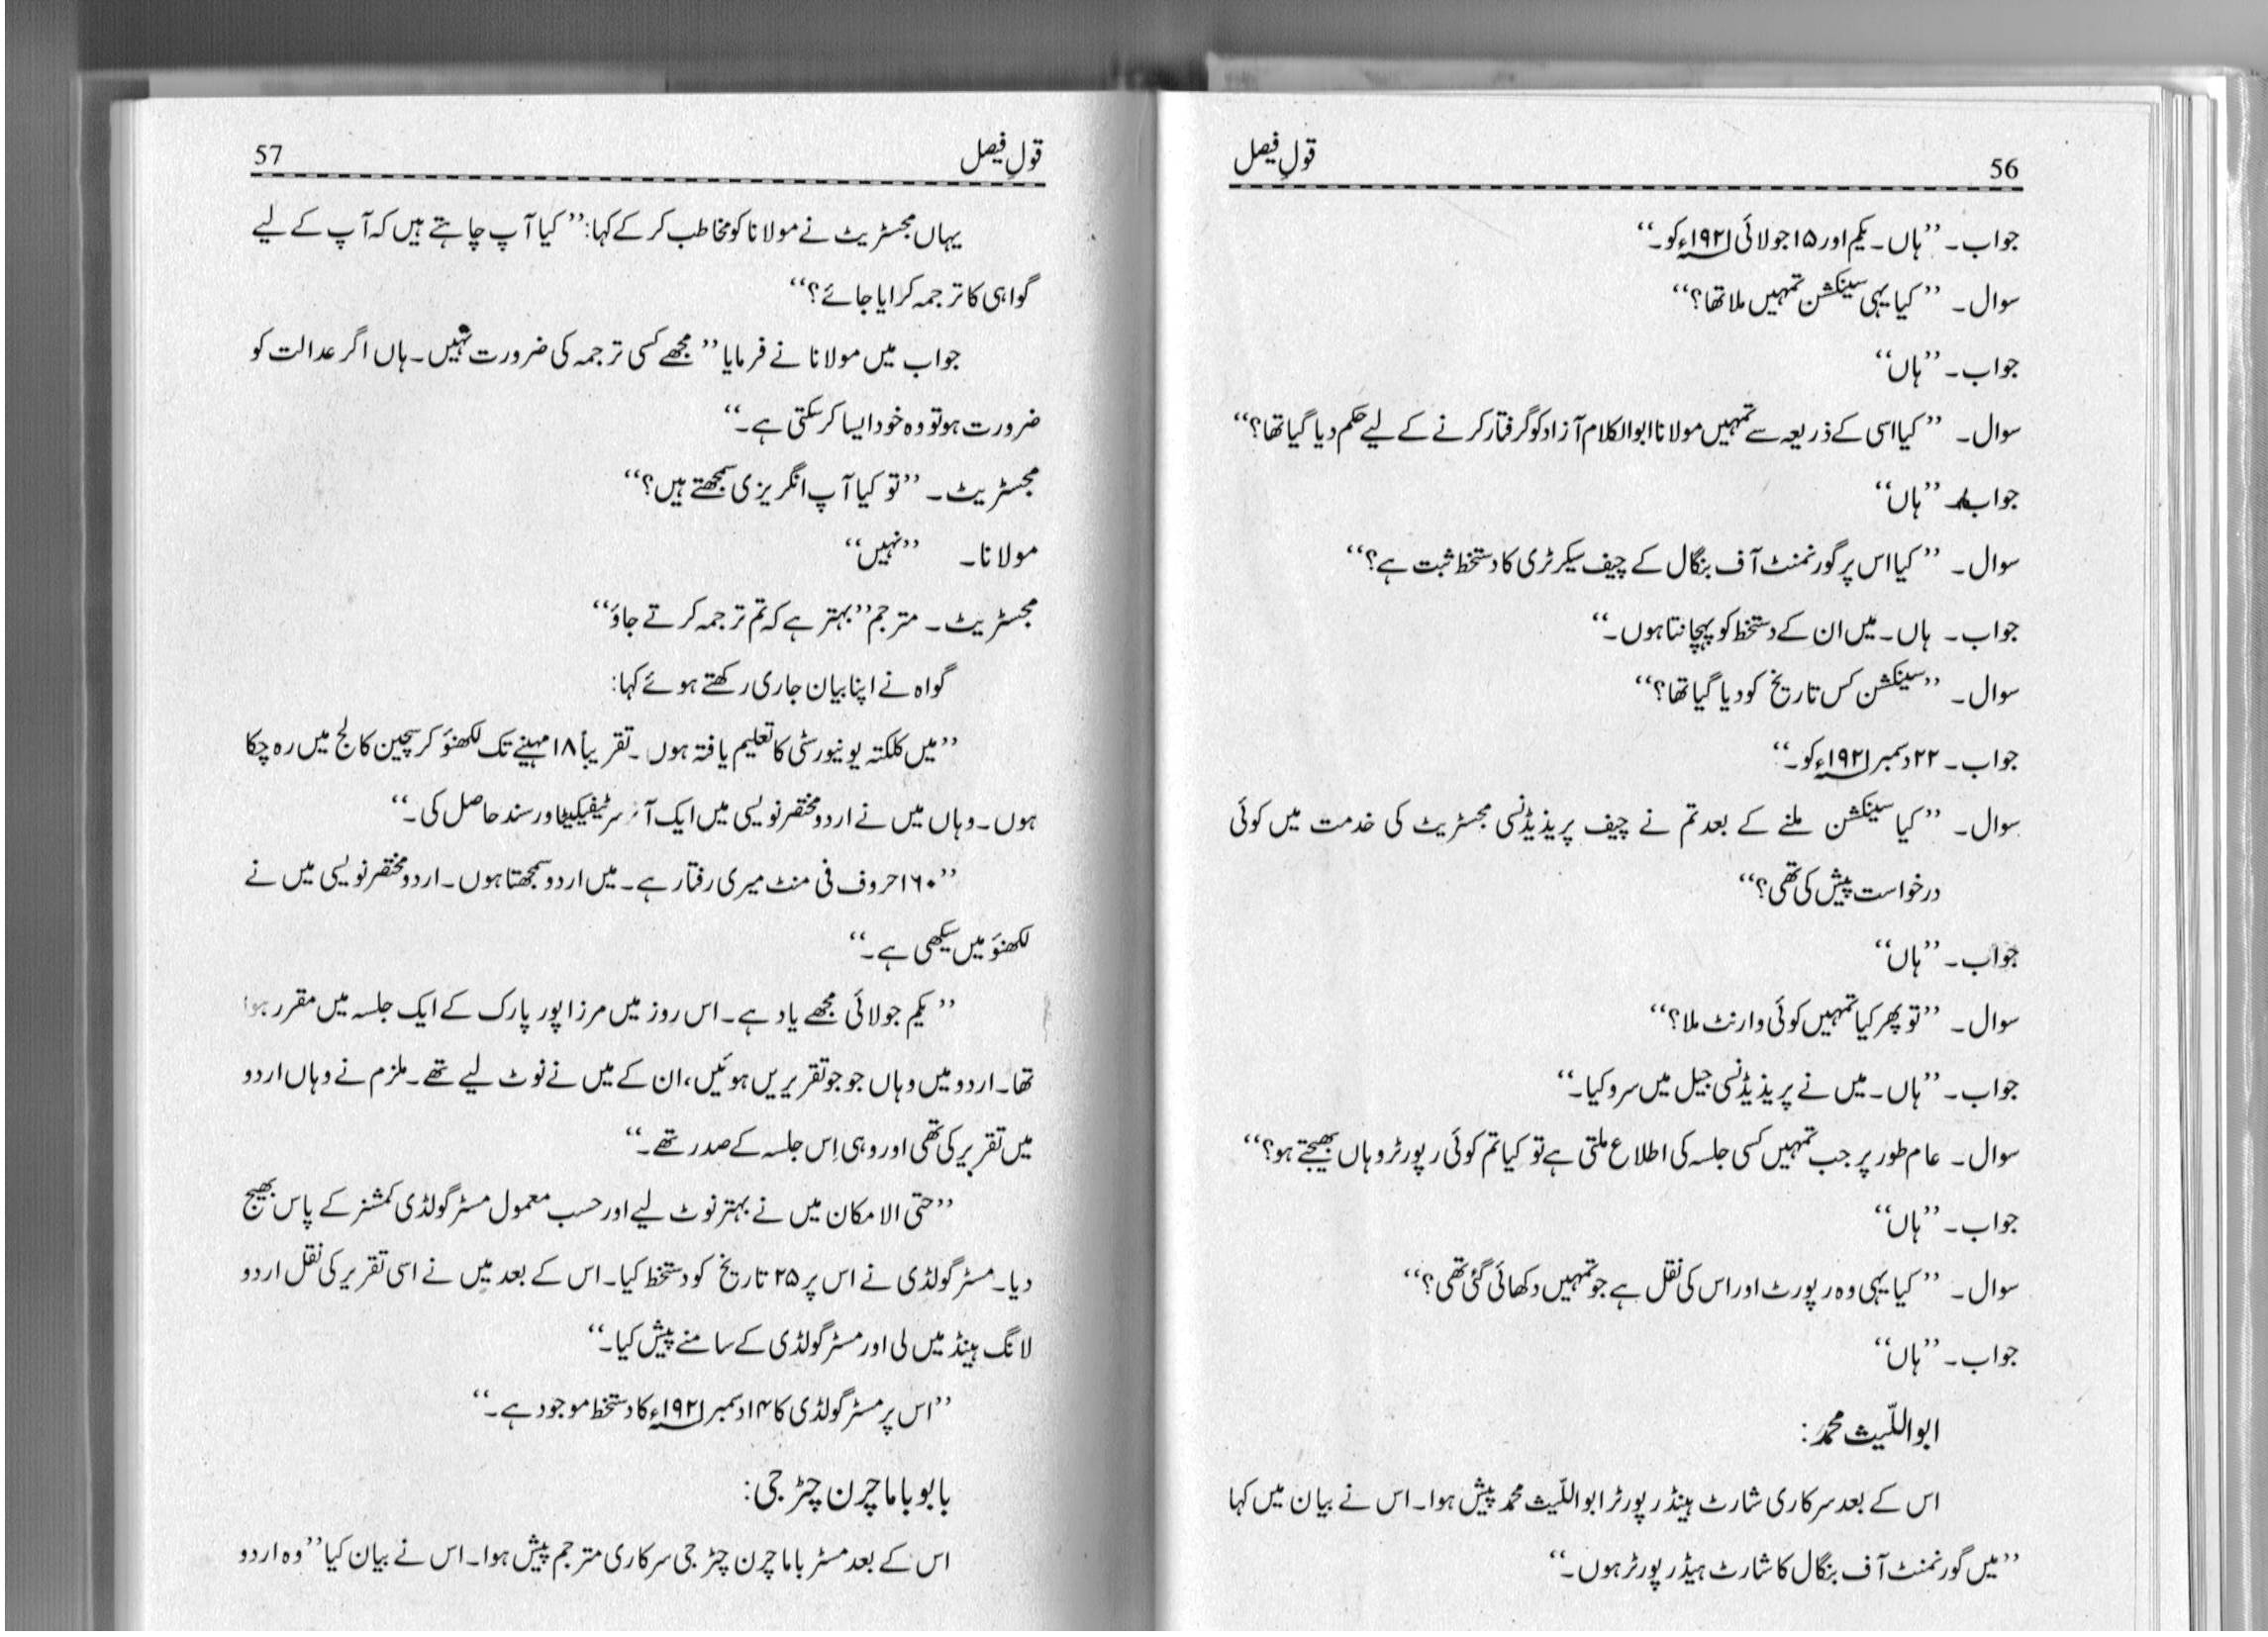 56
قولِ فیصل
جواب۔ ’’ہاں۔ یکم اور ۱۵ جولائی ۱۹۲۱ء کو۔‘‘
سوال۔ ’’کیا یہی سینکشن تمہیں ملا تھا؟‘‘
جواب۔ ’’ہاں‘‘
سوال۔ ’’کیا اسی کے ذریعہ سے تمہیں مولانا ابوالکلام آزاد کو گرفتار کرنے کے لیے حکم دیا گیا تھا؟‘‘
جواب۔ ’’ہاں‘‘
سوال۔ ’’کیا اس پر گورنمنٹ آف بنگال کے چیف سیکرٹری کا دستخط ثبت ہے؟‘‘
جواب۔ ہاں۔ میں ان کے دستخط کو پہچانتا ہوں۔‘‘
سوال۔ ’’سینکشن کس تاریخ کو دیا گیا تھا؟‘‘
جواب۔ ۲۲ دسمبر ۱۹۲۱ء کو۔‘‘
سوال۔ ’’کیا سینکشن ملنے کے بعد تم نے چیف پریذیڈنسی مجسٹریٹ کی خدمت میں کوئی
درخواست پیش کی تھی؟‘‘
جواب۔ ’’ہاں‘‘
سوال۔ ’’تو پھر کیا تمہیں کوئی وارنٹ ملا؟‘‘
جواب۔ ’’ہاں۔ میں نے پریذیڈنسی جیل میں سرو کیا۔‘‘
سوال۔ عام طور پر جب تمہیں کسی جلسہ کی اطلاع ملتی ہے تو کیا تم کوئی رپورٹر وہاں بھیجتے ہو؟‘‘
جواب۔ ’’ہاں‘‘
سوال۔ ’’کیا یہی وہ رپورٹ اور اس کی نقل ہے جو تمہیں دکھائی گئی تھی؟‘‘
جواب۔ ’’ہاں‘‘
ابواللّیث محمد:
اس کے بعد سرکاری شارٹ ہینڈ رپورٹر ابواللّیث محمد پیش ہوا۔ اس نے بیان میں کہا
’’میں گورنمنٹ آف بنگال کا شارٹ ہیڈ رپورٹر ہوں۔‘‘
قولِ فیصل
57
یہاں مجسٹریٹ نے مولانا کو مخاطب کر کے کہا: ’’کیا آپ چاہتے ہیں کہ آپ کے لیے
گواہی کا ترجمہ کرایا جائے؟‘‘
جواب میں مولانا نے فرمایا ’’مجھے کسی ترجمہ کی ضرورت نہیں۔ ہاں اگر عدالت کو
ضرورت ہو تو وہ خود ایسا کر سکتی ہے۔‘‘
مجسٹریٹ۔ ’’تو کیا آپ انگریزی سمجھتے ہیں؟‘‘
مولانا۔ ’’نہیں‘‘
مجسٹریٹ۔ مترجم ’’بہتر ہے کہ تم ترجمہ کرتے جاؤ‘‘
گواہ نے اپنا بیان جاری رکھتے ہوئے کہا:
’’میں کلکتہ یونیورسٹی کا تعلیم یافتہ ہوں۔ تقریباً ۱۸ مہینے تک لکھنؤ کرسچین کالج میں رہ چکا
ہوں۔ وہاں میں نے اردو مختصر نویسی میں ایک سرٹیفیکیٹ اور سند حاصل کی۔‘‘
’’۱۶۰ حروف فی منٹ میری رفتار ہے۔ میں اردو سمجھتا ہوں۔ اردو مختصر نویسی میں نے
لکھنؤ میں سیکھی ہے۔‘‘
’’یکم جولائی مجھے یاد ہے۔ اس روز میں مرزا پور پارک کے ایک جلسہ میں مقرر ہوا
تھا۔ اردو میں وہاں جو جو تقریریں ہوئیں، ان کے میں نے نوٹ لیے تھے۔ ملزم نے وہاں اردو
میں تقریر کی تھی اور وہی اِس جلسہ کے صدر تھے۔‘‘
’’حتی الامکان میں نے بہتر نوٹ لیے اور حسب معمول مسٹر گولڈی کمشنر کے پاس بھیج
دیا۔ مسٹر گولڈی نے اس پر ۲۵ تاریخ کو دستخط کیا۔ اس کے بعد میں نے اسی تقریر کی نقل اردو
لانگ ہینڈ میں لی اور مسٹر گولڈی کے سامنے پیش کیا۔‘‘
’’اس پر مسٹر گولڈی کا ۱۴ دسمبر ۱۹۲۱ء کا دستخط موجود ہے۔‘‘
بابو باما چرن چٹرجی:
اس کے بعد مسٹر باما چرن چٹرجی سرکاری مترجم پیش ہوا۔ اس نے بیان کیا ’’وہ اردو